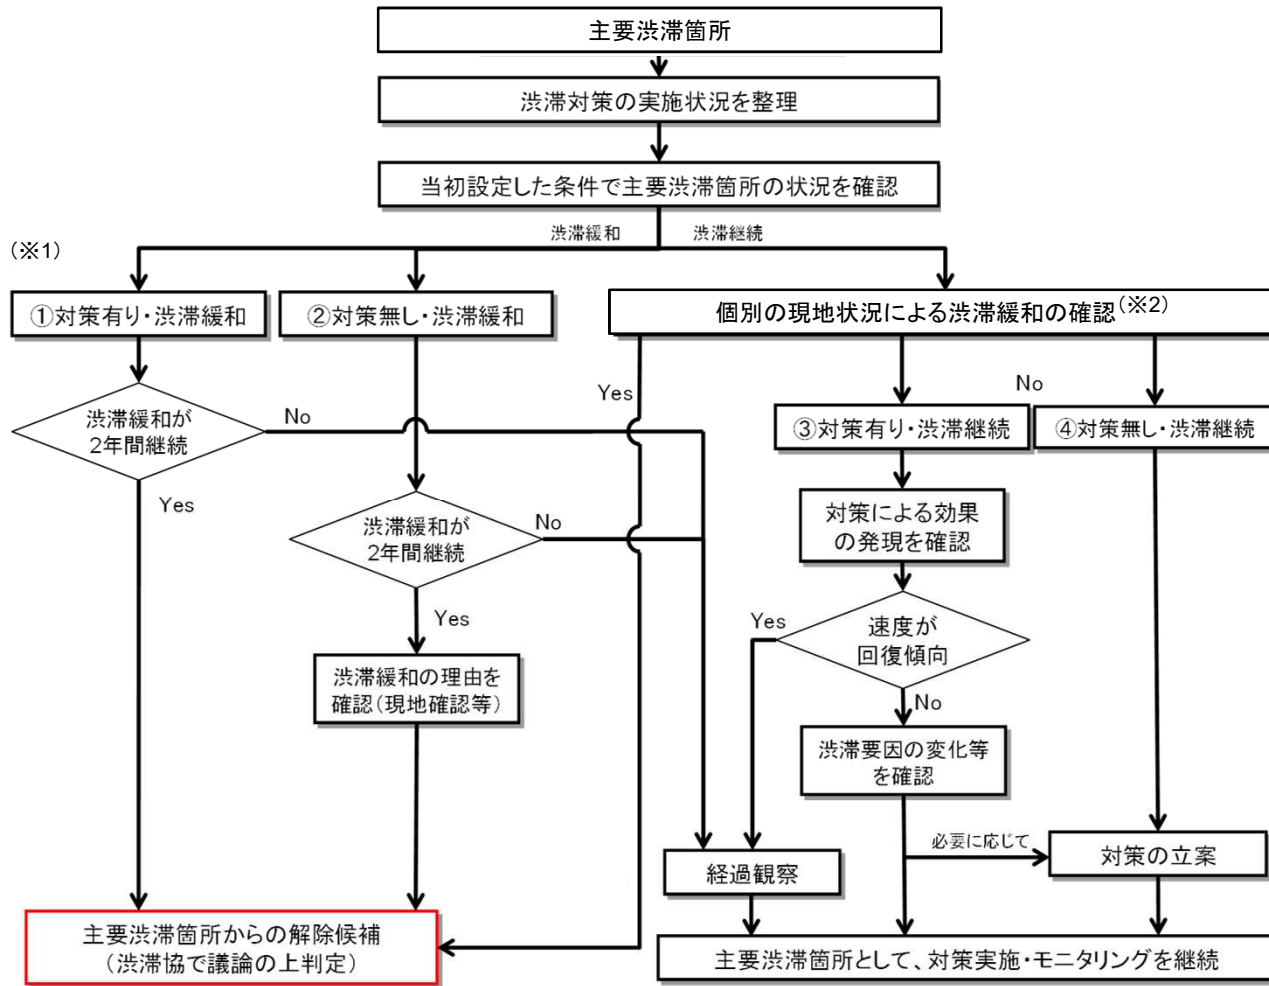 主要渋滞箇所
渋滞対策の実施状況を整理
当初設定した条件で主要渋滞箇所の状況を確認
渋滞緩和
渋滞継続
(※1)
①対策有り・渋滞緩和
②対策無し・渋滞緩和
個別の現地状況による渋滞緩和の確認(※2)
渋滞緩和が
2年間継続
No
Yes
渋滞緩和が
2年間継続
No
Yes
渋滞緩和の理由を
確認(現地確認等)
Yes
No
③対策有り・渋滞継続
④対策無し・渋滞継続
対策による効果
の発現を確認
速度が
回復傾向
Yes
No
渋滞要因の変化等
を確認
必要に応じて
対策の立案
経過観察
主要渋滞箇所からの解除候補
(渋滞協で議論の上判定)
主要渋滞箇所として、対策実施・モニタリングを継続